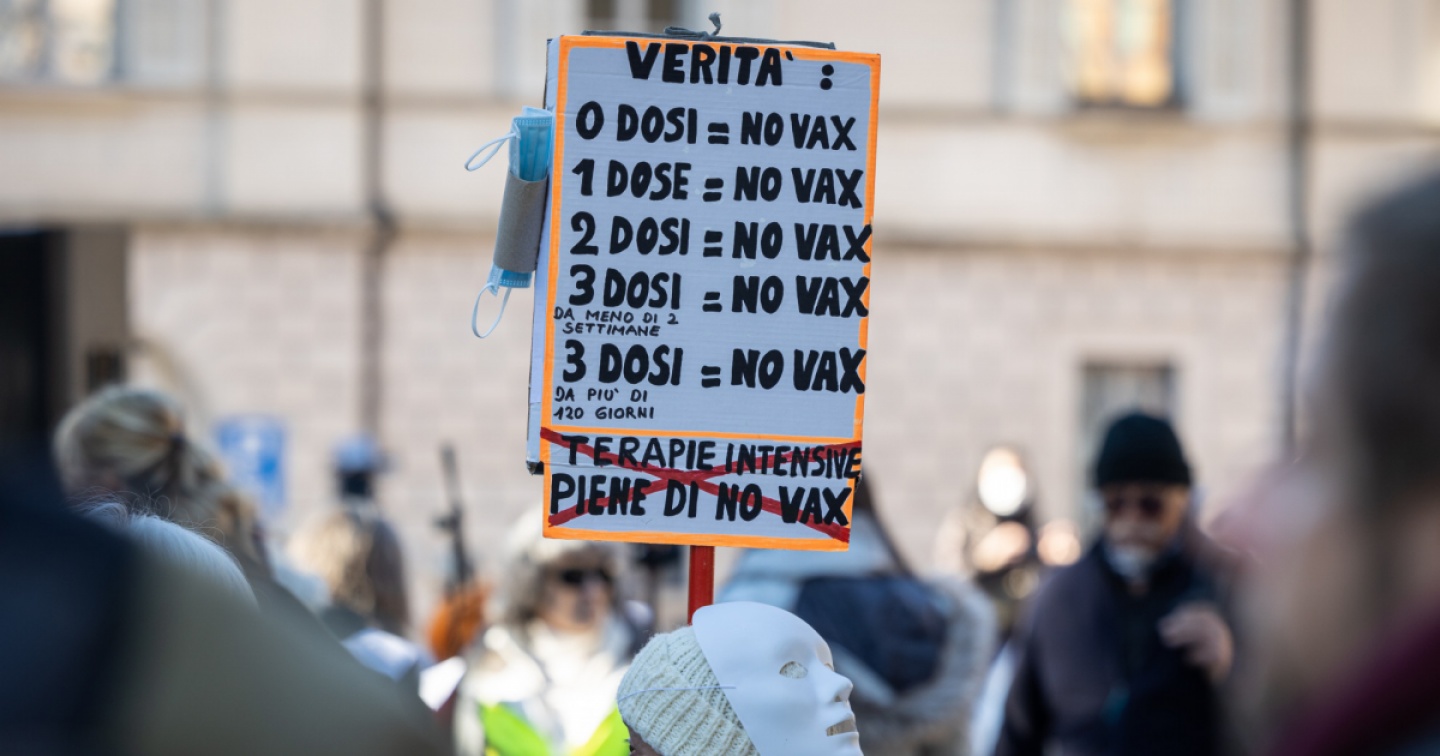 VERITA' :
0 DOSI = NO VAX
1 DOSE = NO VAX
2 DOSI = NO VAX
3 DOSI = NO VAX
DA MENO DI 2
SETTIMANE
3 DOSI = NO VAX
DA PIU' DI
120 GIORNI
TERAPIE INTENSIVE
PIENE DI NO VAX